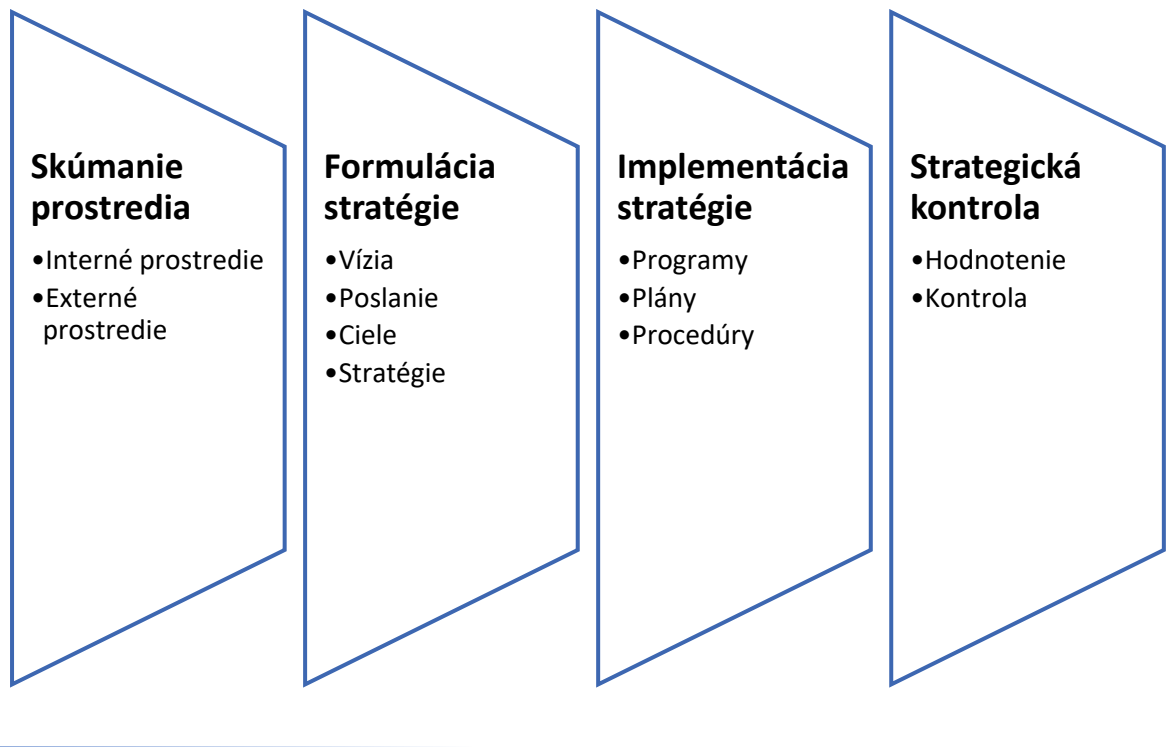 Skúmanie
prostredia
•Interné prostredie
•Externé
prostredie
Formulácia
stratégie
•Vízia
•Poslanie
•Ciele
•Stratégie
Implementácia
stratégie
•Programy
•Plány
•Procedúry
Strategická
kontrola
•Hodnotenie
•Kontrola